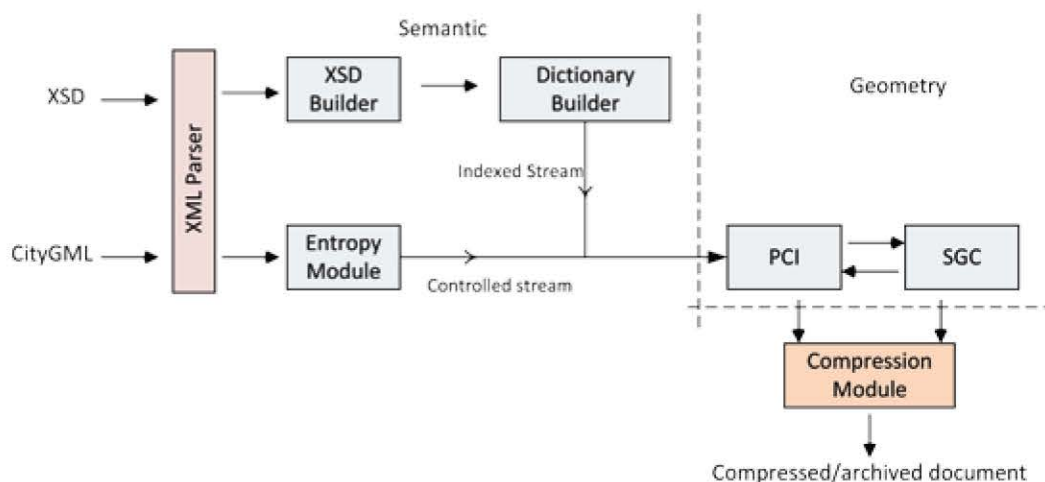 Semantic
XSD
XML Parser
XSD
Builder
Dictionary
Builder
Geometry
Indexed Stream
CityGML
Entropy
Module
Controlled stream
PCI
SGC
Compression
Module
Compressed/archived document